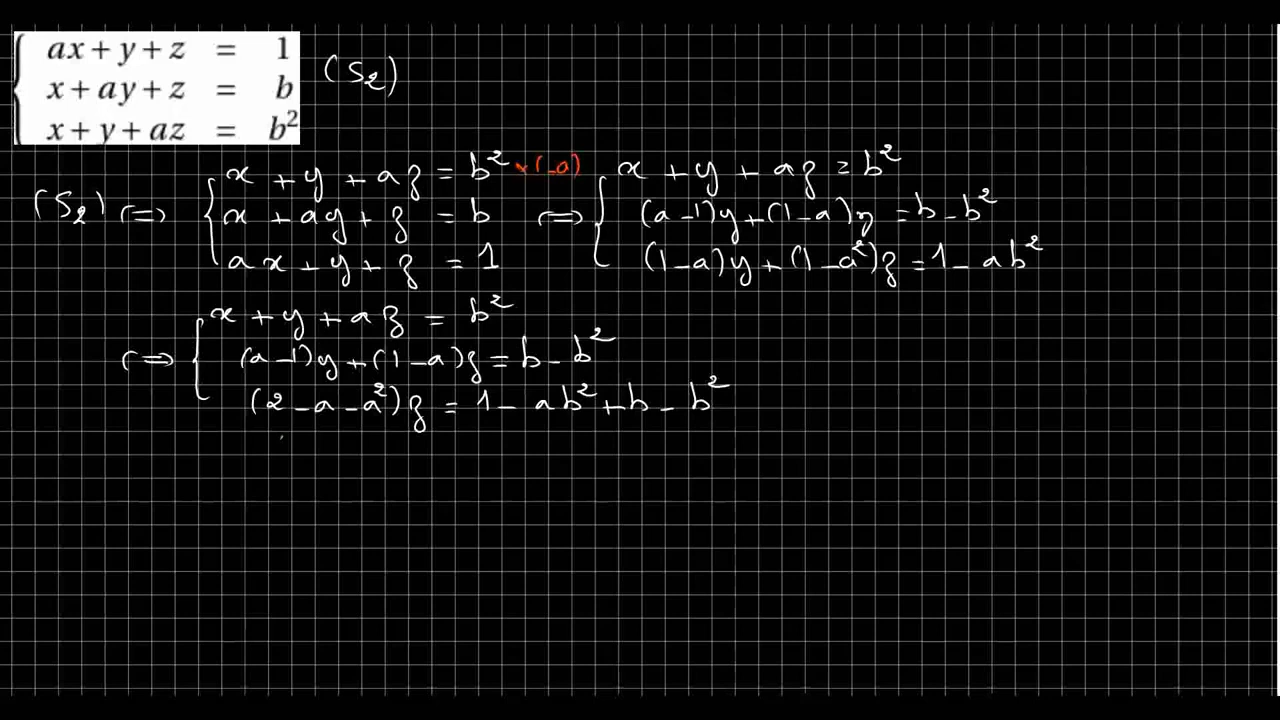 ax + y + z = 1
x + ay + z = b (S₂)
x + y + az = b²
(S₂) ⇔ { x + y + az = b² ×(-a) ⇔ { x + y + az = b²
x + ay + z = b (a-1)y + (1-a)z = b - b²
ax + y + z = 1 (1-a)y + (1-a²)z = 1 - ab²
⇔ { x + y + az = b²
(a-1)y + (1-a)z = b - b²
(2 - a - a²)z = 1 - ab² + b - b²